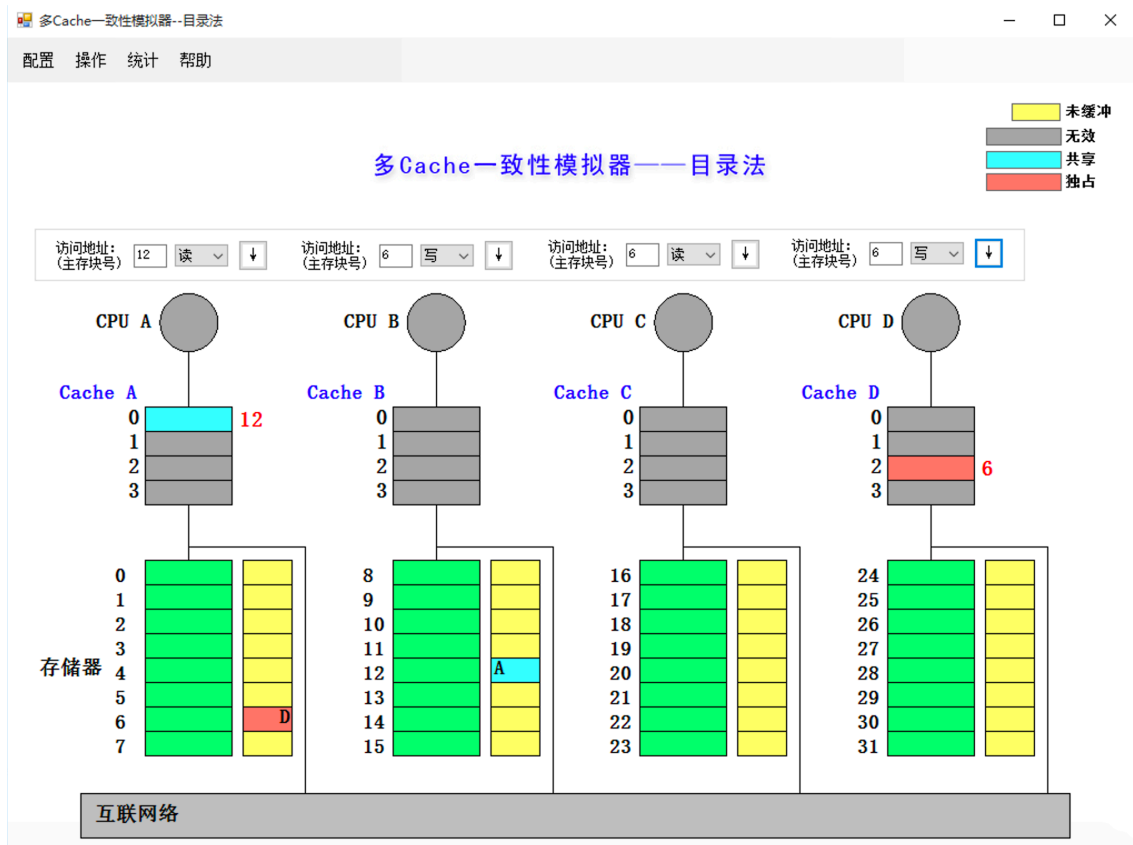 多Cache一致性模拟器--目录法
配置 操作 统计 帮助
未缓冲
无效
共享
独占
多Cache一致性模拟器——目录法
访问地址: (主存块号) 12 读 ↓ 访问地址: (主存块号) 6 写 ↓ 访问地址: (主存块号) 6 读 ↓ 访问地址: (主存块号) 6 写 ↓
CPU A CPU B CPU C CPU D
Cache A Cache B Cache C Cache D
0 12 0 0 0
1 1 1 1
2 2 2 2 6
3 3 3 3
0 8 16 24
1 9 17 25
2 10 18 26
3 11 19 27
存储器 4 12 A 20 28
5 13 21 29
6 D 14 22 30
7 15 23 31
互联网络